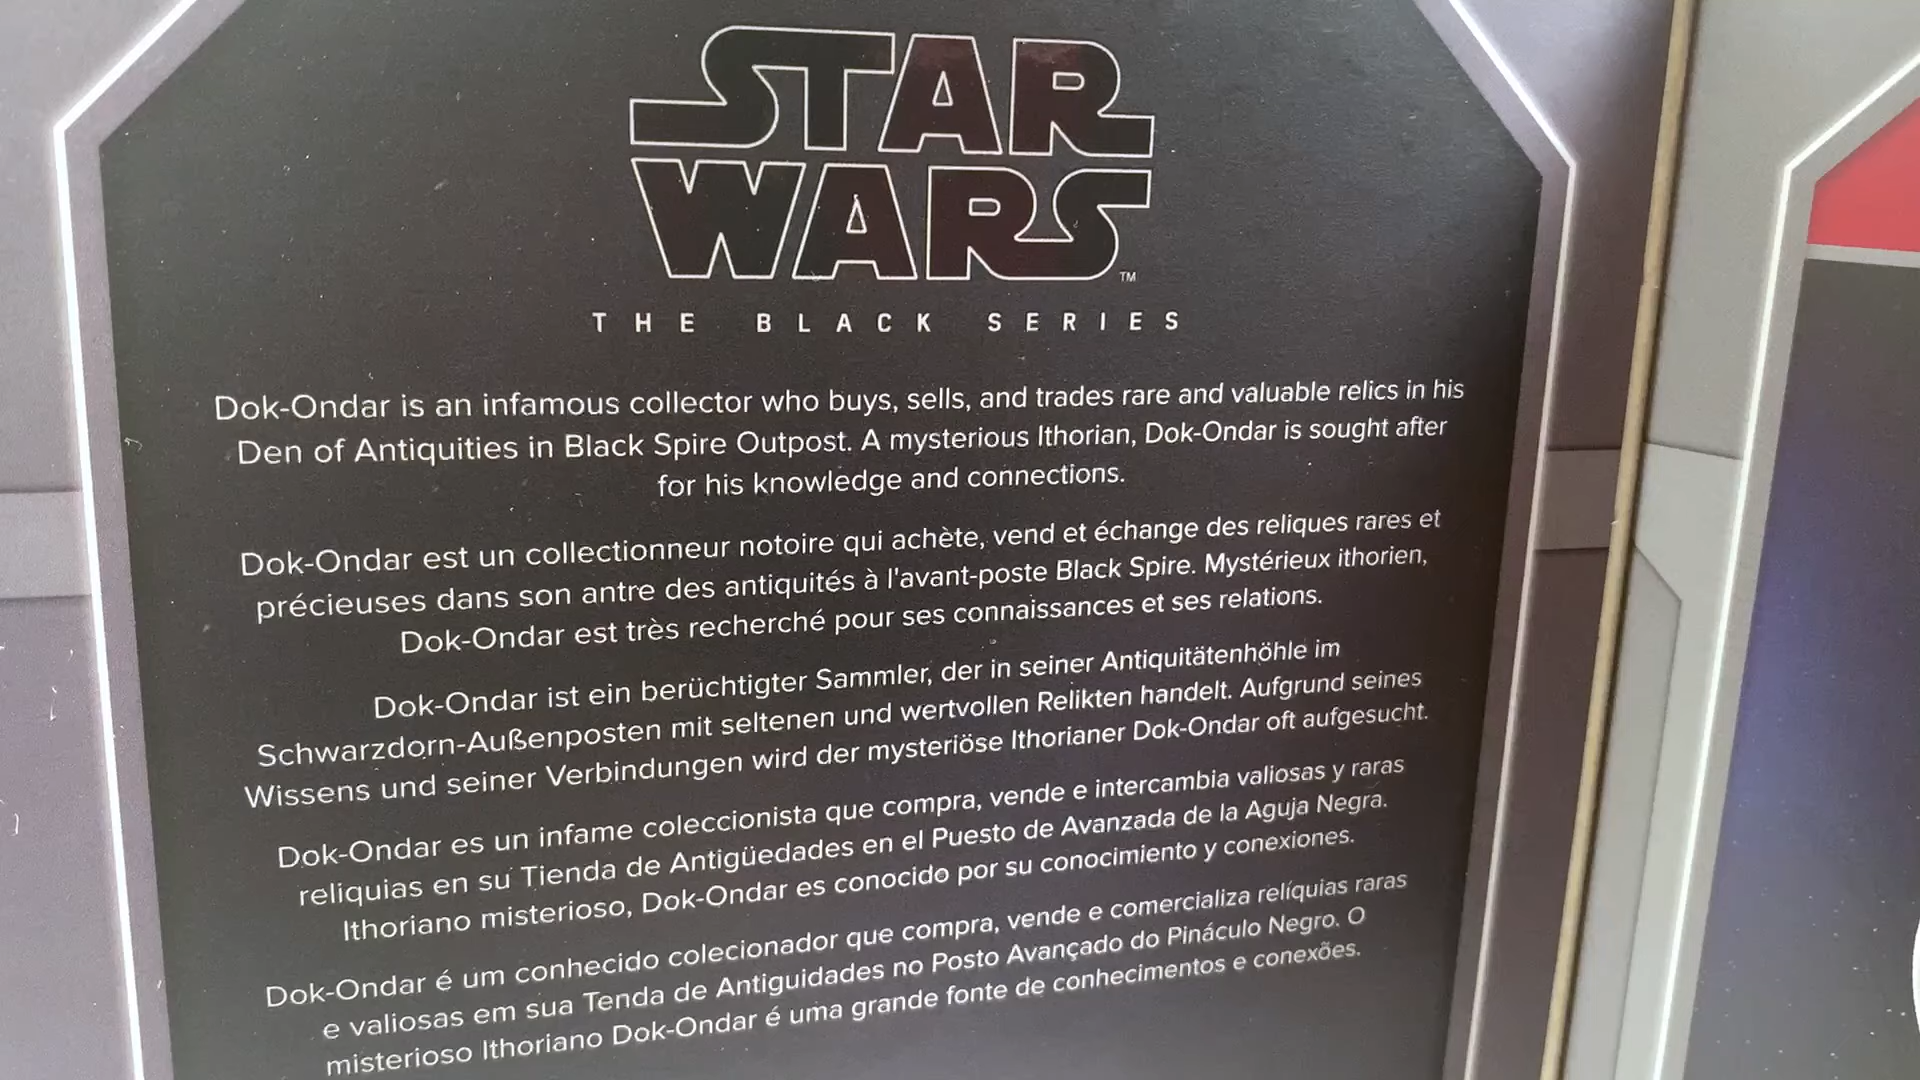 STAR
WARS
™
THE BLACK SERIES
Dok-Ondar is an infamous collector who buys, sells, and trades rare and valuable relics in his
Den of Antiquities in Black Spire Outpost. A mysterious Ithorian, Dok-Ondar is sought after
for his knowledge and connections.
Dok-Ondar est un collectionneur notoire qui achète, vend et échange des reliques rares et
précieuses dans son antre des antiquités à l'avant-poste Black Spire. Mystérieux ithorien,
Dok-Ondar est très recherché pour ses connaissances et ses relations.
Dok-Ondar ist ein berüchtigter Sammler, der in seiner Antiquitätenhöhle im
Schwarzdorn-Außenposten mit seltenen und wertvollen Relikten handelt. Aufgrund seines
Wissens und seiner Verbindungen wird der mysteriöse Ithorianer Dok-Ondar oft aufgesucht.
Dok-Ondar es un infame coleccionista que compra, vende e intercambia valiosas y raras
reliquias en su Tienda de Antigüedades en el Puesto de Avanzada de la Aguja Negra.
Ithoriano misterioso, Dok-Ondar es conocido por su conocimiento y conexiones.
Dok-Ondar é um conhecido colecionador que compra, vende e comercializa relíquias raras
e valiosas em sua Tenda de Antiguidades no Posto Avançado do Pináculo Negro. O
misterioso Ithoriano Dok-Ondar é uma grande fonte de conhecimentos e conexões.